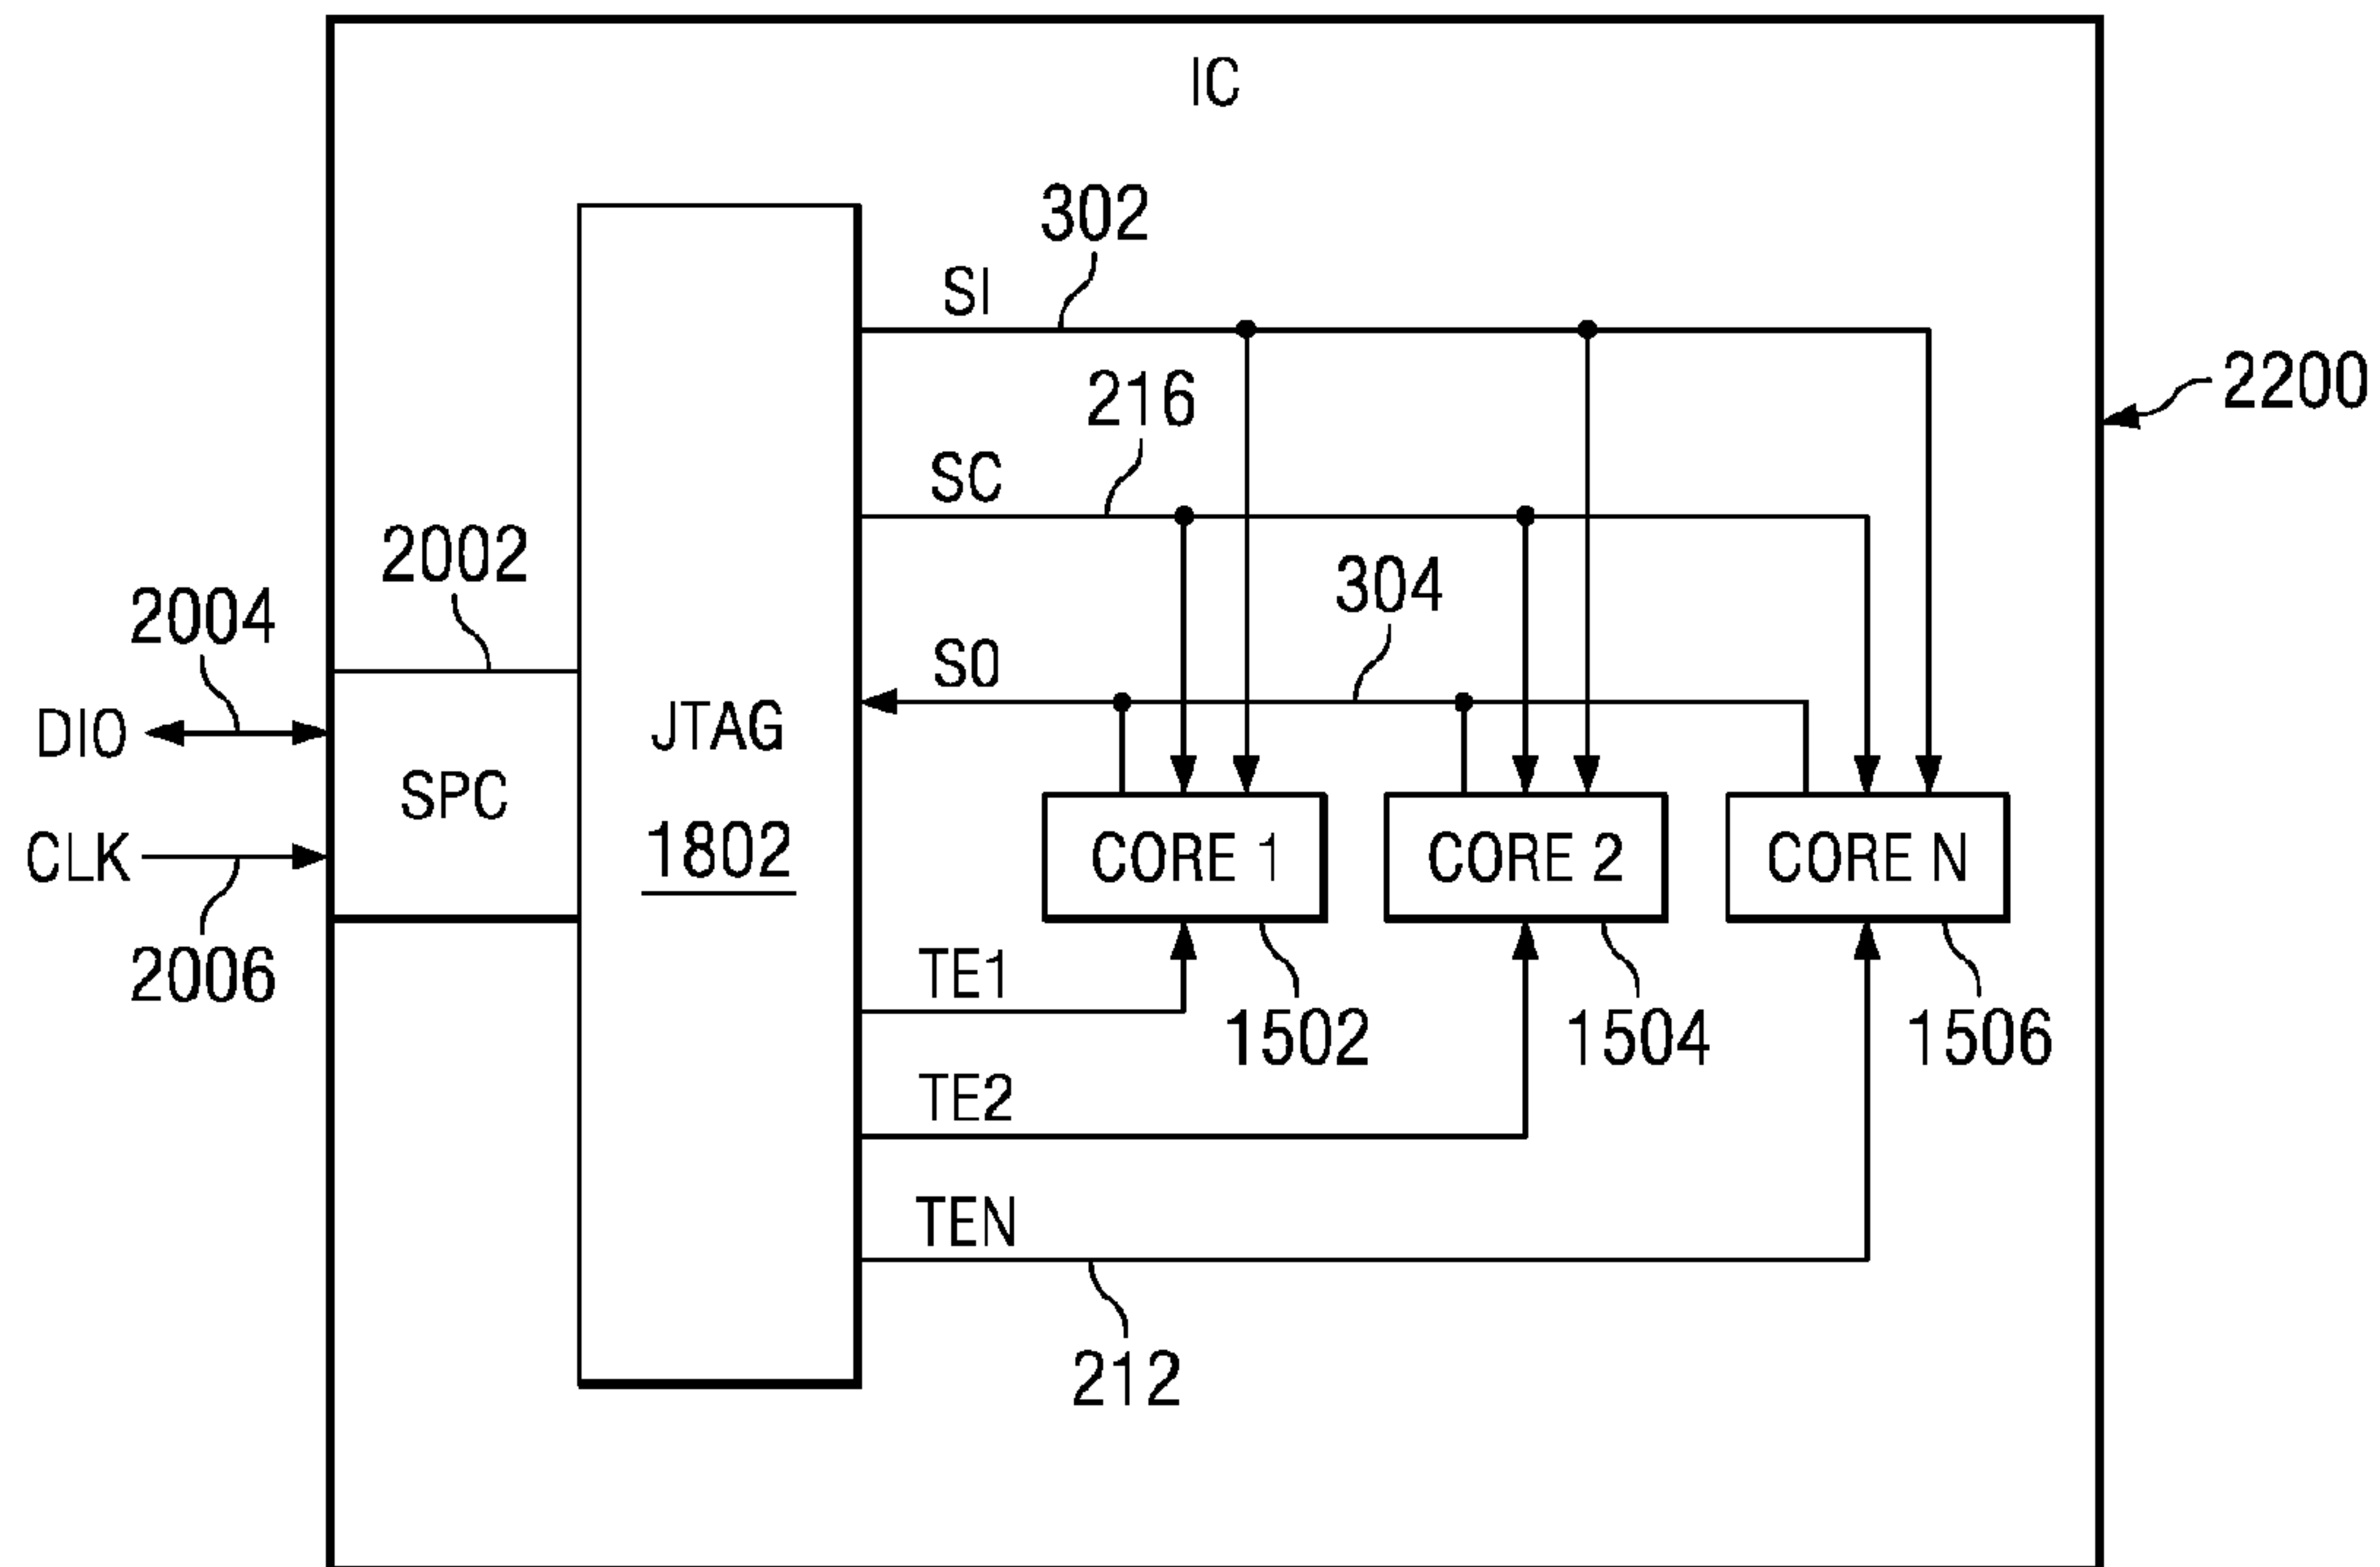 IC
302
SI
2200
216
SC
2002
304
2004
SO
DIO
JTAG
SPC
1802
CLK
CORE 1
CORE 2
CORE N
2006
TE1
1502
1504
1506
TE2
TEN
212